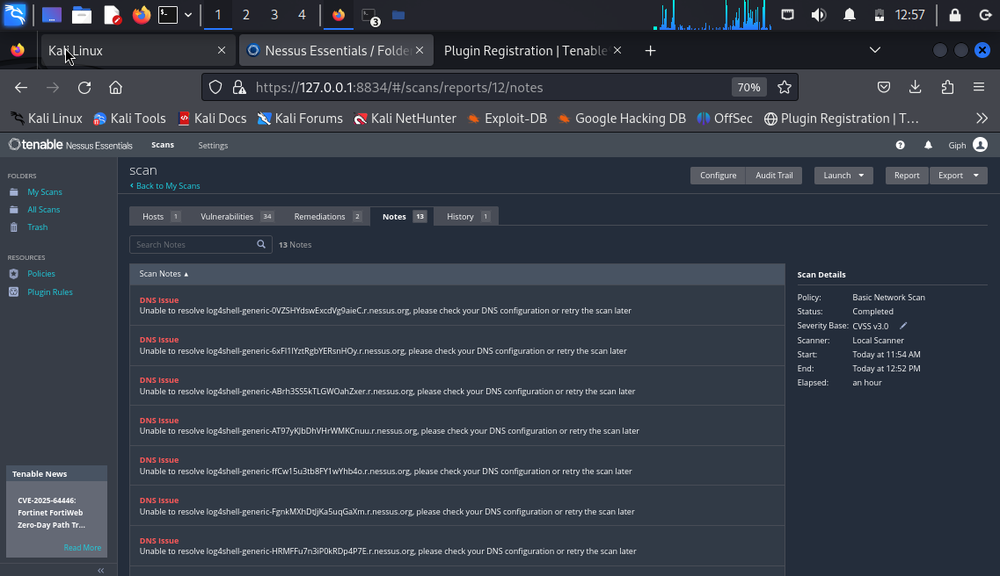 1 2 3 4 3 12:57
Kali Linux Nessus Essentials / Folde Plugin Registration | Tenable
https://127.0.0.1:8834/#/scans/reports/12/notes 70%
Kali Linux Kali Tools Kali Docs Kali Forums Kali NetHunter Exploit-DB Google Hacking DB OffSec Plugin Registration | T…
tenable Nessus Essentials Scans Settings ? Giph
FOLDERS
My Scans
All Scans
Trash
RESOURCES
Policies
Plugin Rules
Tenable News
CVE-2025-64446:
Fortinet FortiWeb
Zero-Day Path Tr...
Read More
scan
Back to My Scans
Configure Audit Trail Launch Report Export
Hosts 1 Vulnerabilities 34 Remediations 2 Notes 13 History 1
Search Notes 13 Notes
Scan Notes
DNS Issue
Unable to resolve log4shell-generic-0VZSHYdswExcdVg9aieC.r.nessus.org, please check your DNS configuration or retry the scan later
DNS Issue
Unable to resolve log4shell-generic-6xFI1IYztRgbYERsnHOy.r.nessus.org, please check your DNS configuration or retry the scan later
DNS Issue
Unable to resolve log4shell-generic-ABrh3SS5kTLGWOahZxer.r.nessus.org, please check your DNS configuration or retry the scan later
DNS Issue
Unable to resolve log4shell-generic-AT97yKJbDhVHrWMKCnuu.r.nessus.org, please check your DNS configuration or retry the scan later
DNS Issue
Unable to resolve log4shell-generic-ffCw15u3tb8FY1wYhb4o.r.nessus.org, please check your DNS configuration or retry the scan later
DNS Issue
Unable to resolve log4shell-generic-FgnkMXhDtJjKa5uqGaXm.r.nessus.org, please check your DNS configuration or retry the scan later
DNS Issue
Unable to resolve log4shell-generic-HRMFFu7n3iP0kRDp4P7E.r.nessus.org, please check your DNS configuration or retry the scan later
Scan Details
Policy: Basic Network Scan
Status: Completed
Severity Base: CVSS v3.0
Scanner: Local Scanner
Start: Today at 11:54 AM
End: Today at 12:52 PM
Elapsed: an hour